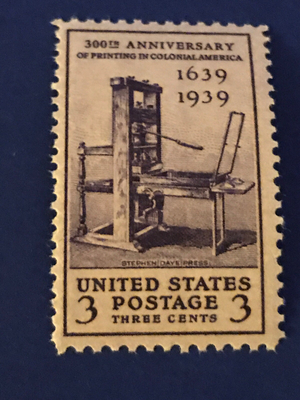 300TH ANNIVERSARY
OF PRINTING IN COLONIAL AMERICA
1639
1939
STEPHEN DAYE PRESS
UNITED STATES
3 POSTAGE 3
THREE CENTS